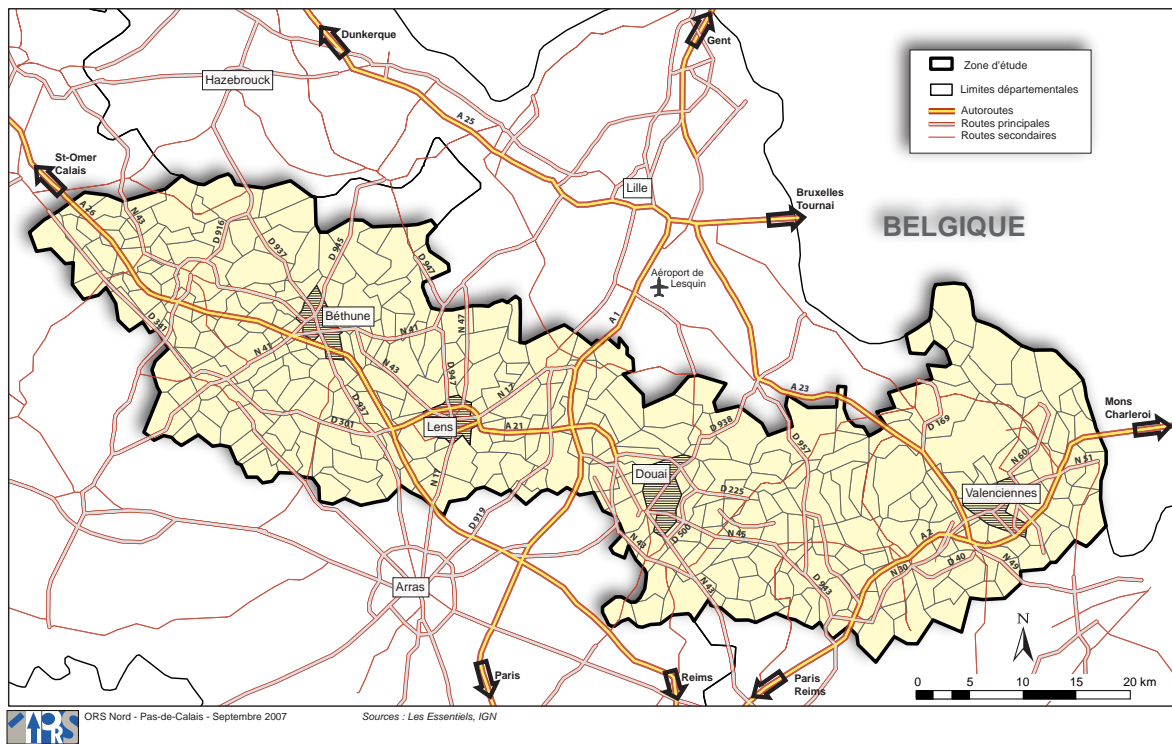 Dunkerque
Gent
Hazebrouck
Zone d'étude
Limites départementales
Autoroutes
Routes principales
Routes secondaires
A 25
St-Omer
Calais
Lille
Bruxelles
Tournai
BELGIQUE
A 26
N 43
D 916
D 937
D 945
D 947
Aéroport de
Lesquin
Béthune
D 341
N 41
N 41
N 47
A 1
N 43
D 947
N 17
A 23
D 937
D 301
Lens
A 21
D 938
D 957
D 169
Mons
Charleroi
N 17
Douai
D 225
N 60
N 51
Valenciennes
D 919
N 43
D 500
N 45
A 2
N 30
D 40
N 49
D 943
N 43
Arras
N
Paris
Reims
Paris
Reims
0 5 10 15 20 km
ORS
ORS Nord - Pas-de-Calais - Septembre 2007
Sources : Les Essentiels, IGN